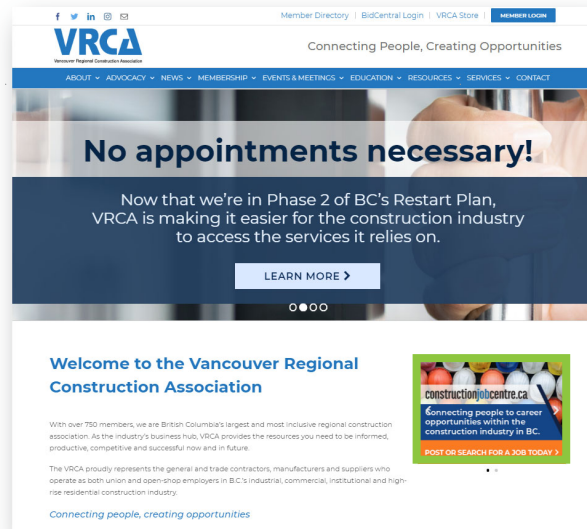 Member Directory | BidCentral Login | VRCA Store | MEMBER LOGIN
VRCA
Vancouver Regional Construction Association
Connecting People, Creating Opportunities
ABOUT ADVOCACY NEWS MEMBERSHIP EVENTS & MEETINGS EDUCATION RESOURCES SERVICES CONTACT
No appointments necessary!
Now that we're in Phase 2 of BC's Restart Plan,
VRCA is making it easier for the construction industry
to access the services it relies on.
LEARN MORE >
Welcome to the Vancouver Regional
Construction Association
With over 750 members, we are British Columbia's largest and most inclusive regional construction
association. As the industry's business hub, VRCA provides the resources you need to be informed,
productive, competitive and successful now and in future.
The VRCA proudly represents the general and trade contractors, manufacturers and suppliers who
operate as both union and open-shop employers in B.C.'s industrial, commercial, institutional and high-
rise residential construction industry.
Connecting people, creating opportunities
constructionjobcentre.ca
Connecting people to career
opportunities within the
construction industry in BC.
POST OR SEARCH FOR A JOB TODAY >